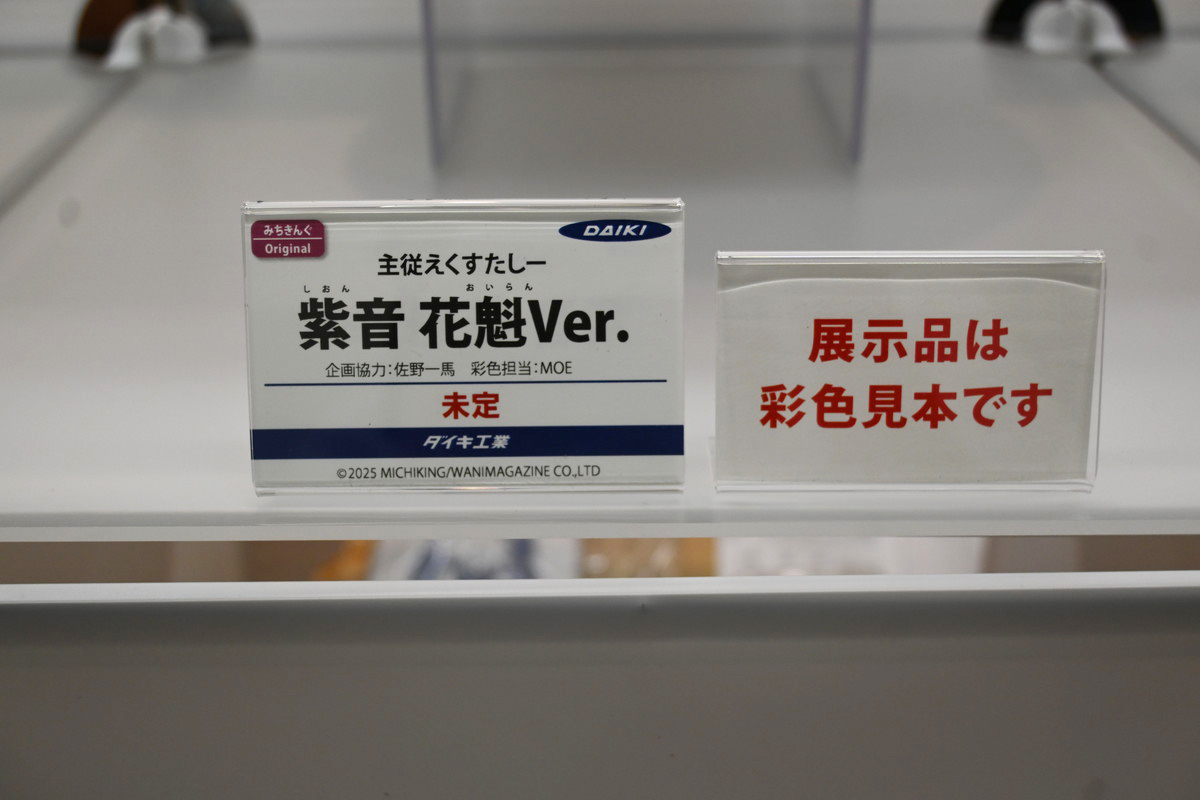 みちきんぐ
Original
DAIKI
主従えくすたしー
しおん おいらん
紫音 花魁Ver.
企画協力:佐野一馬 彩色担当:MOE
未定
ダイキ工業
©2025 MICHIKING/WANIMAGAZINE CO.,LTD
展示品は
彩色見本です